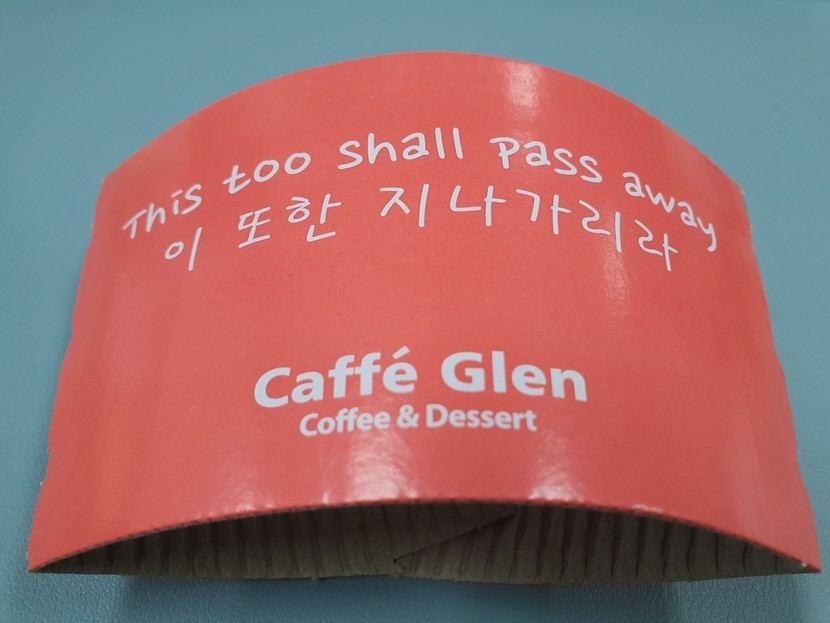 This too shall pass away
이 또한 지나가리라
Caffé Glen
Coffee & Dessert